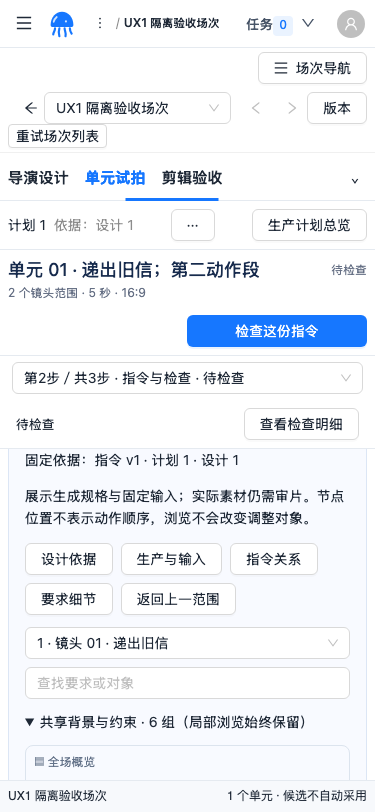 ⋮ / UX1 隔离验收场次 任务 0
场次导航
UX1 隔离验收场次 版本
重试场次列表
导演设计 单元试拍 剪辑验收
计划 1 依据：设计 1 ... 生产计划总览
单元 01 · 递出旧信；第二动作段 待检查
2 个镜头范围 · 5 秒 · 16:9
检查这份指令
第2步 / 共3步 · 指令与检查 · 待检查
待检查 查看检查明细
固定依据：指令 v1 · 计划 1 · 设计 1
展示生成规格与固定输入；实际素材仍需审片。节点
位置不表示动作顺序，浏览不会改变调整对象。
设计依据 生产与输入 指令关系
要求细节 返回上一范围
1 · 镜头 01 · 递出旧信
查找要求或对象
▼ 共享背景与约束 · 6 组（局部浏览始终保留）
▤ 全场概览
UX1 隔离验收场次 1 个单元 · 候选不自动采用